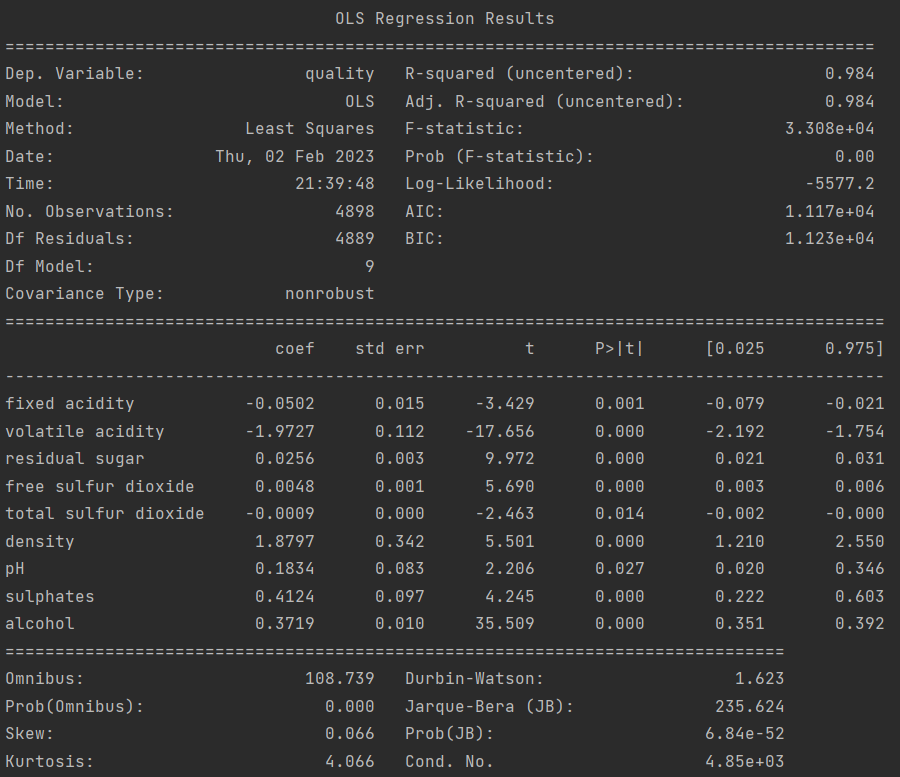 OLS Regression Results
=======================================================================================
Dep. Variable:                quality   R-squared (uncentered):                   0.984
Model:                            OLS   Adj. R-squared (uncentered):              0.984
Method:                 Least Squares   F-statistic:                          3.308e+04
Date:                Thu, 02 Feb 2023   Prob (F-statistic):                        0.00
Time:                        21:39:48   Log-Likelihood:                         -5577.2
No. Observations:                4898   AIC:                                  1.117e+04
Df Residuals:                    4889   BIC:                                  1.123e+04
Df Model:                           9
Covariance Type:            nonrobust
========================================================================================
                           coef    std err          t      P>|t|      [0.025      0.975]
----------------------------------------------------------------------------------------
fixed acidity           -0.0502      0.015     -3.429      0.001      -0.079      -0.021
volatile acidity        -1.9727      0.112    -17.656      0.000      -2.192      -1.754
residual sugar           0.0256      0.003      9.972      0.000       0.021       0.031
free sulfur dioxide      0.0048      0.001      5.690      0.000       0.003       0.006
total sulfur dioxide    -0.0009      0.000     -2.463      0.014      -0.002      -0.000
density                  1.8797      0.342      5.501      0.000       1.210       2.550
pH                       0.1834      0.083      2.206      0.027       0.020       0.346
sulphates                0.4124      0.097      4.245      0.000       0.222       0.603
alcohol                  0.3719      0.010     35.509      0.000       0.351       0.392
==============================================================================
Omnibus:                      108.739   Durbin-Watson:                   1.623
Prob(Omnibus):                  0.000   Jarque-Bera (JB):              235.624
Skew:                           0.066   Prob(JB):                     6.84e-52
Kurtosis:                       4.066   Cond. No.                     4.85e+03